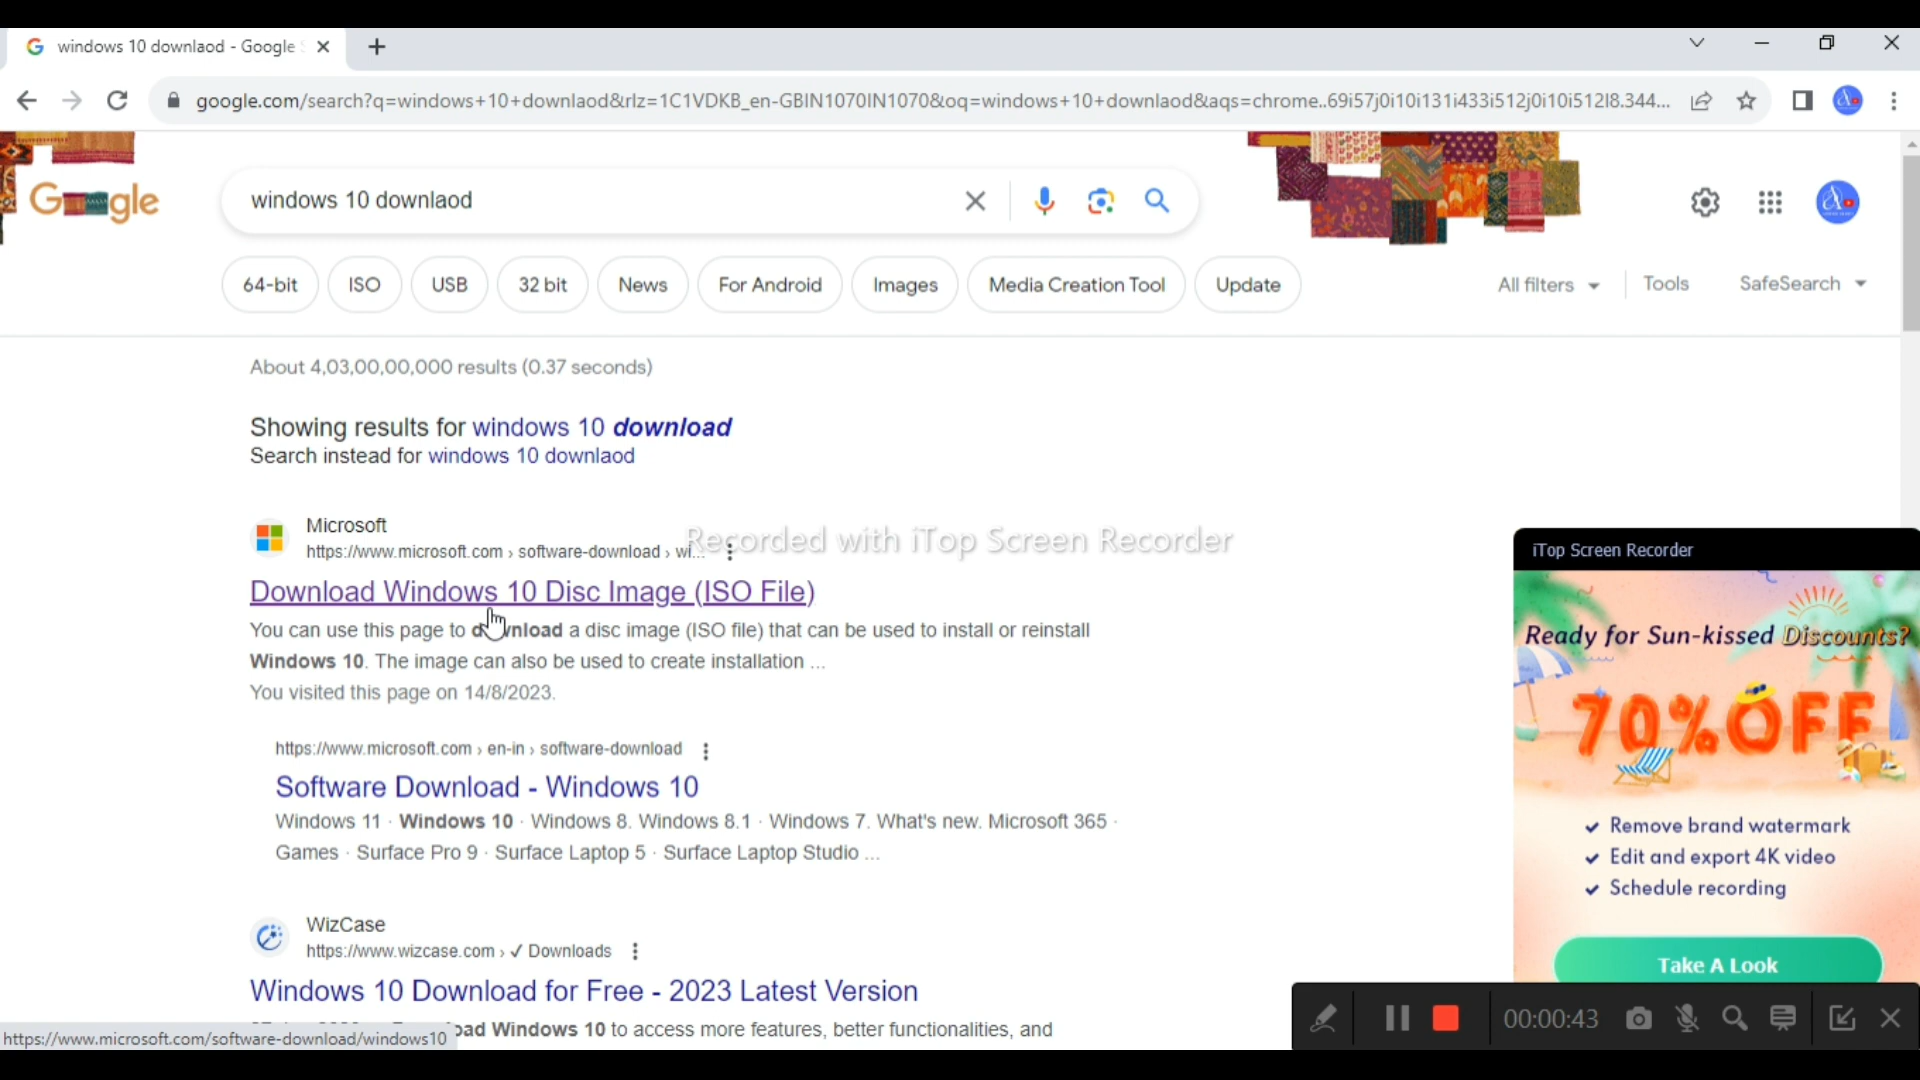 windows 10 downlaod - Google S
google.com/search?q=windows+10+downlaod&rlz=1C1VDKB_en-GBIN1070IN1070&oq=windows+10+downlaod&aqs=chrome..69i57j0i10i131i433i512j0i10i512l8.344...
Google
windows 10 downlaod
64-bit
ISO
USB
32 bit
News
For Android
Images
Media Creation Tool
Update
All filters
Tools
SafeSearch
About 4,03,00,00,000 results (0.37 seconds)
Showing results for windows 10 download
Search instead for windows 10 downlaod
Microsoft
https://www.microsoft.com › software-download › wi...
Recorded with iTop Screen Recorder
Download Windows 10 Disc Image (ISO File)
You can use this page to download a disc image (ISO file) that can be used to install or reinstall
Windows 10. The image can also be used to create installation ...
You visited this page on 14/8/2023.
https://www.microsoft.com › en-in › software-download
Software Download - Windows 10
Windows 11 · Windows 10 · Windows 8. Windows 8.1 · Windows 7. What's new. Microsoft 365 ·
Games · Surface Pro 9 · Surface Laptop 5 · Surface Laptop Studio ...
WizCase
https://www.wizcase.com › ✓ Downloads
Windows 10 Download for Free - 2023 Latest Version
Windows 10 to access more features, better functionalities, and
https://www.microsoft.com/software-download/windows10
iTop Screen Recorder
Ready for Sun-kissed Discounts?
70% OFF
✓ Remove brand watermark
✓ Edit and export 4K video
✓ Schedule recording
Take A Look
00:00:43